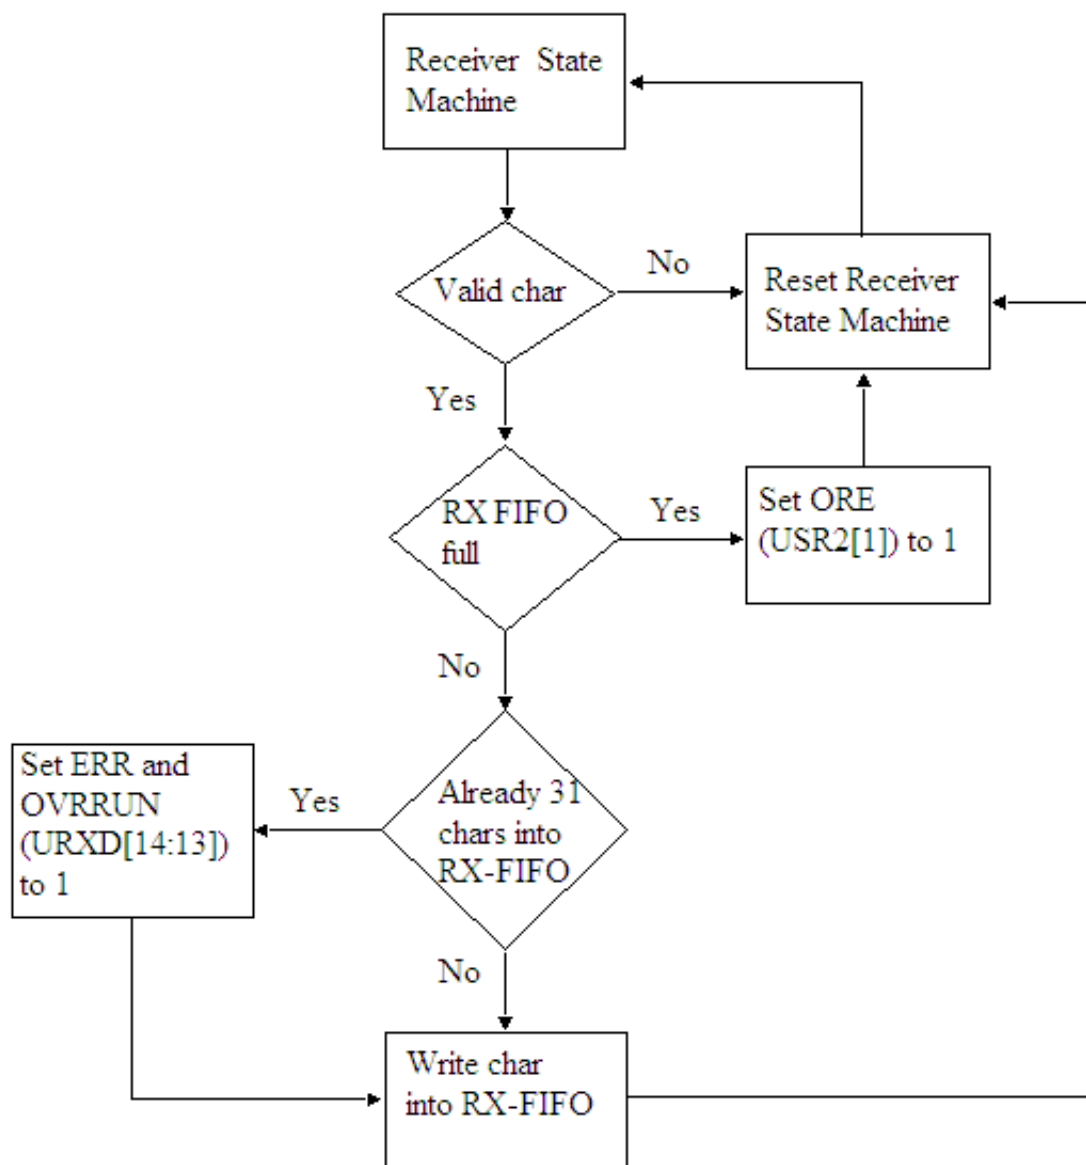 Receiver State
Machine
Valid char
No
Reset Receiver
State Machine
Yes
RX FIFO
full
Yes
Set ORE
(USR2[1]) to 1
No
Set ERR and
OVRRUN
(URXD[14:13])
to 1
Yes
Already 31
chars into
RX-FIFO
No
Write char
into RX-FIFO